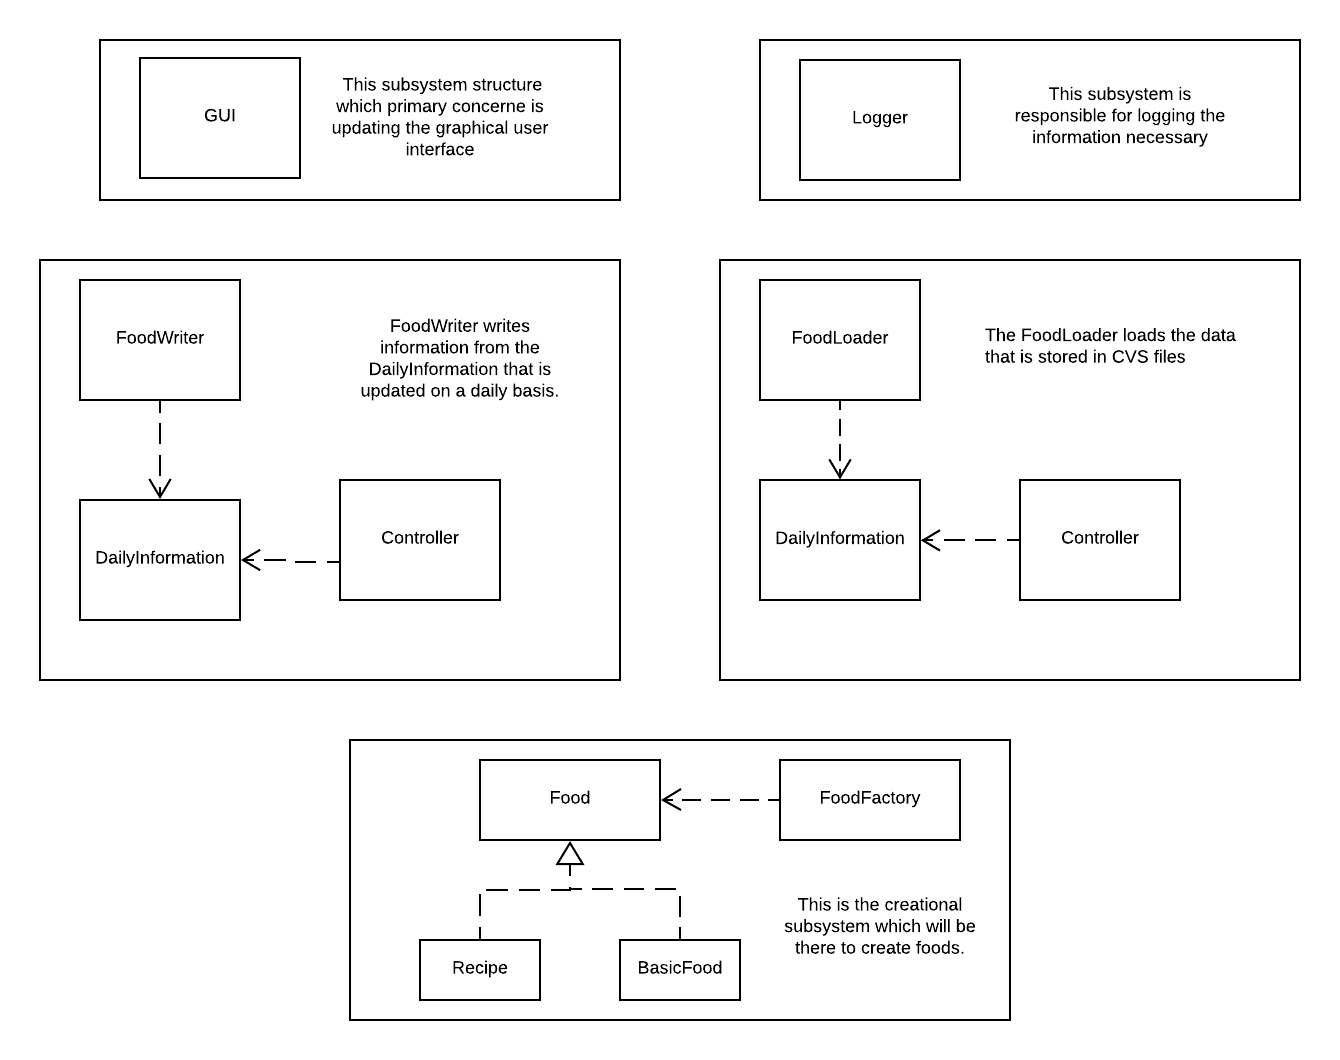 GUI
This subsystem structure
which primary concerne is
updating the graphical user
interface
Logger
This subsystem is
responsible for logging the
information necessary
FoodWriter
FoodWriter writes
information from the
DailyInformation that is
updated on a daily basis.
DailyInformation
Controller
FoodLoader
The FoodLoader loads the data
that is stored in CVS files
DailyInformation
Controller
Food
FoodFactory
This is the creational
subsystem which will be
there to create foods.
Recipe
BasicFood